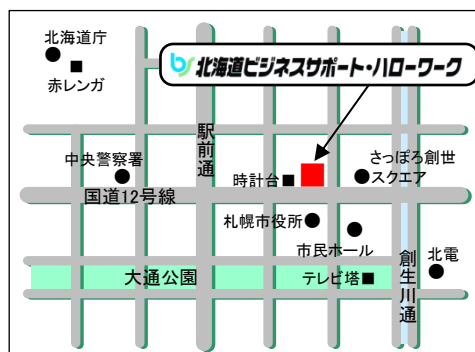 北海道庁
赤レンガ
bs 北海道ビジネスサポート・ハローワーク
駅前通
中央警察署
時計台
さっぽろ創世
スクエア
国道12号線
札幌市役所
市民ホール
創生川通
北電
大通公園
テレビ塔